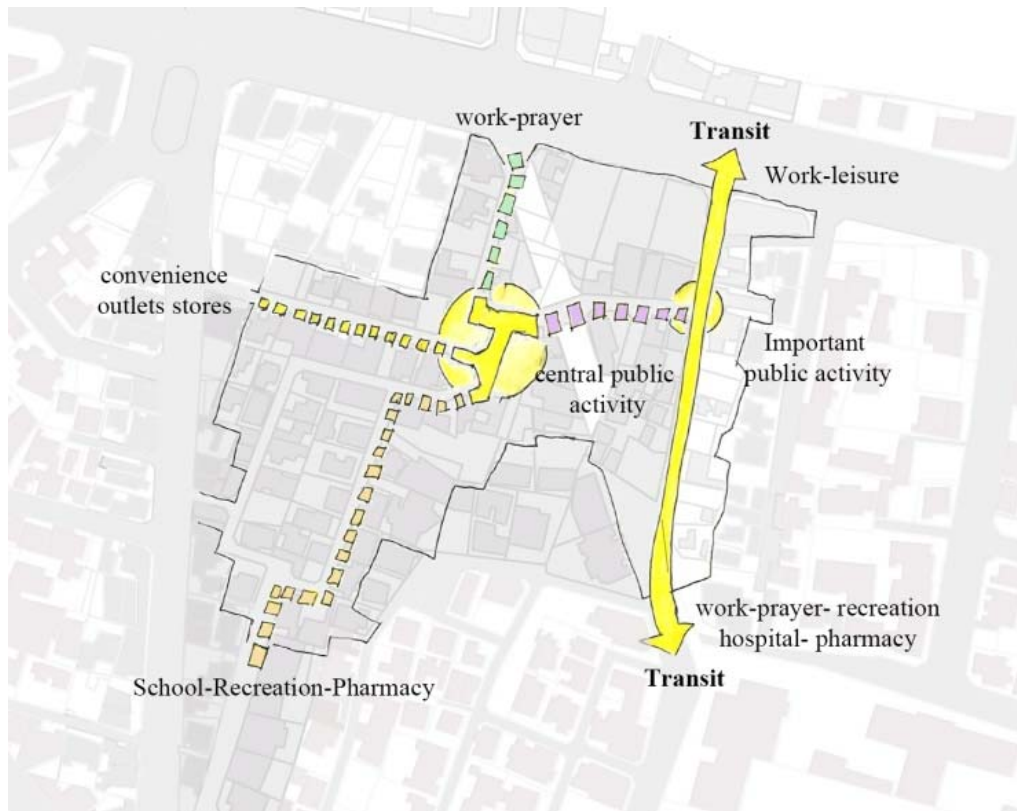 work-prayer
Transit
Work-leisure
convenience
outlets stores
Important
public activity
central public
activity
work-prayer- recreation
hospital- pharmacy
Transit
School-Recreation-Pharmacy